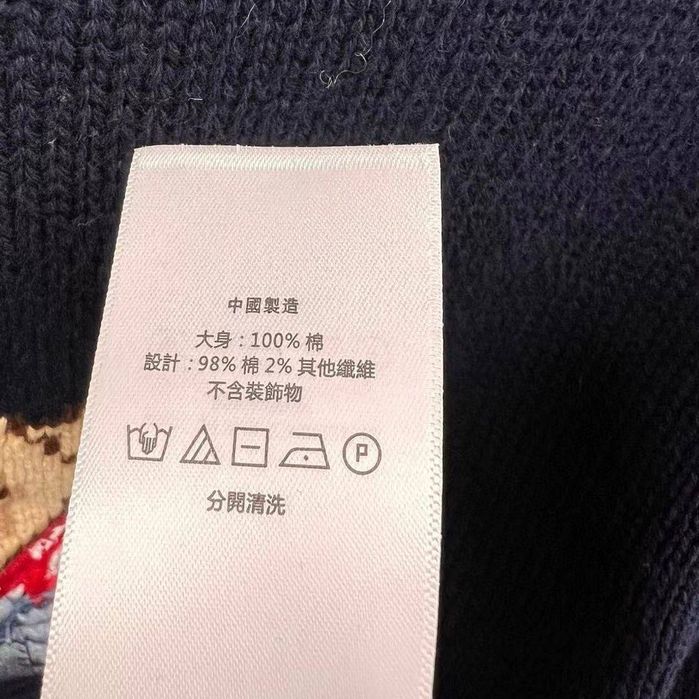 中國製造
大身：100% 棉
設計：98% 棉 2% 其他纖維
不含裝飾物
P
分開清洗